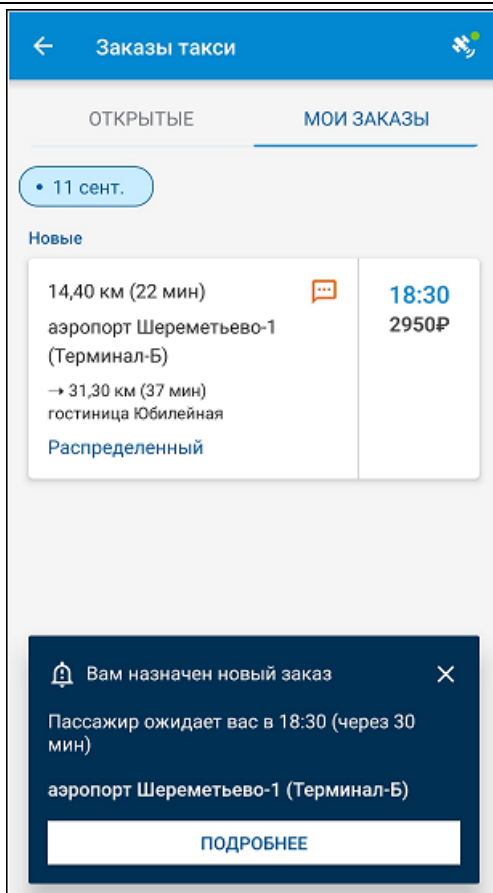 Заказы такси
ОТКРЫТЫЕ
МОИ ЗАКАЗЫ
• 11 сент.
Новые
14,40 км (22 мин)
18:30
2950₽
аэропорт Шереметьево-1
(Терминал-Б)
→ 31,30 км (37 мин)
гостиница Юбилейная
Распределенный
Вам назначен новый заказ
Пассажир ожидает вас в 18:30 (через 30
мин)
аэропорт Шереметьево-1 (Терминал-Б)
ПОДРОБНЕЕ